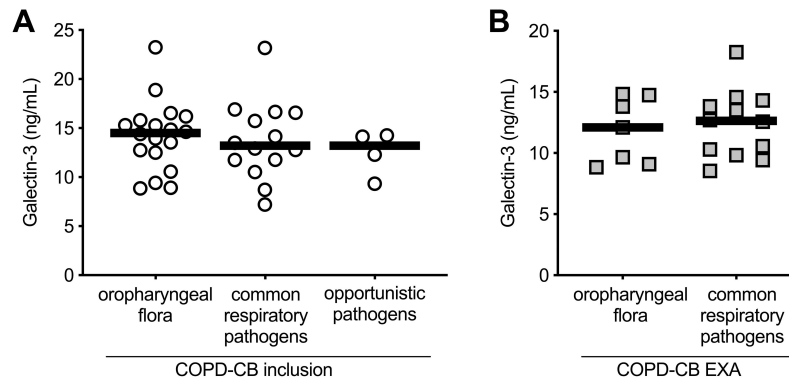 A
Galectin-3 (ng/mL)
25
20
15
10
5
0
oropharyngeal
flora
common
respiratory
pathogens
opportunistic
pathogens
COPD-CB inclusion
B
Galectin-3 (ng/mL)
20
15
10
5
0
oropharyngeal
flora
common
respiratory
pathogens
COPD-CB EXA